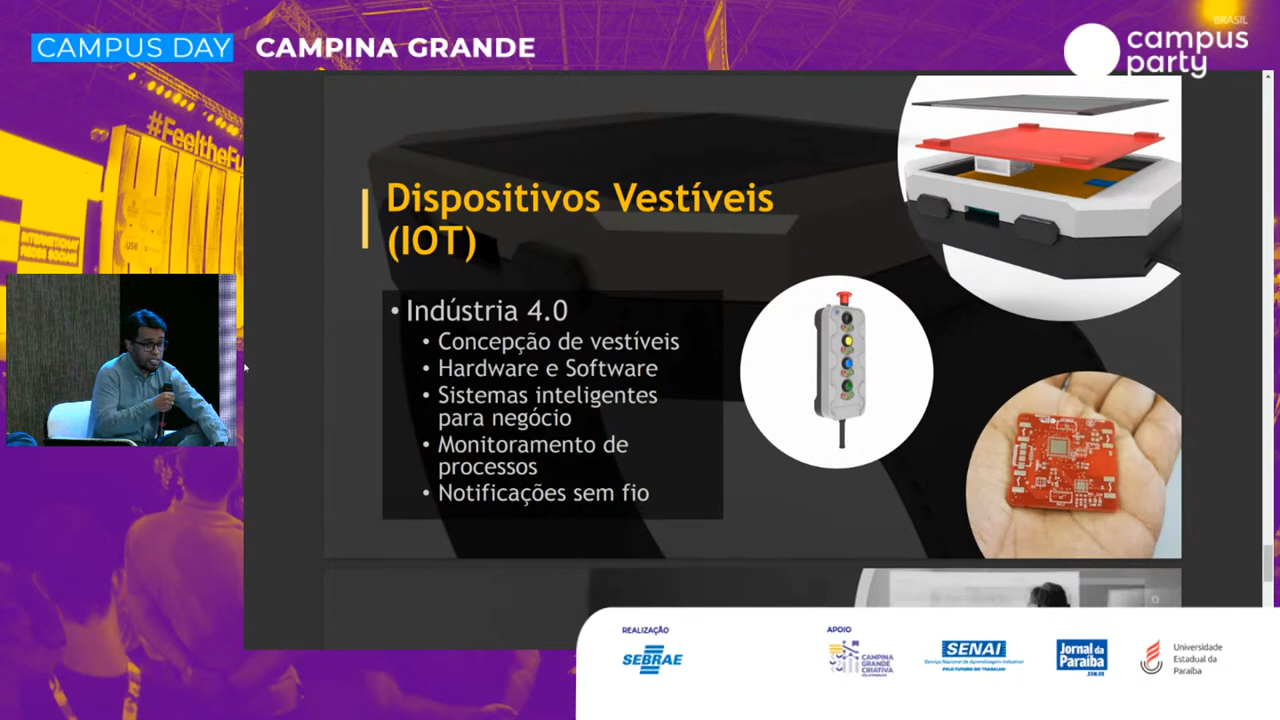 CAMPUS DAY CAMPINA GRANDE
BRASIL
campus
party
#FeeltheFu
Dispositivos Vestíveis
(IOT)
• Indústria 4.0
• Concepção de vestíveis
• Hardware e Software
• Sistemas inteligentes
para negócio
• Monitoramento de
processos
• Notificações sem fio
REALIZAÇÃO
SEBRAE
APOIO
CAMPINA
GRANDE
CRIATIVA
SENAI
Serviço Nacional de Aprendizagem Industrial
PELO FUTURO DO TRABALHO
Jornal da
Paraíba
.COM.BR
Universidade
Estadual da
Paraíba